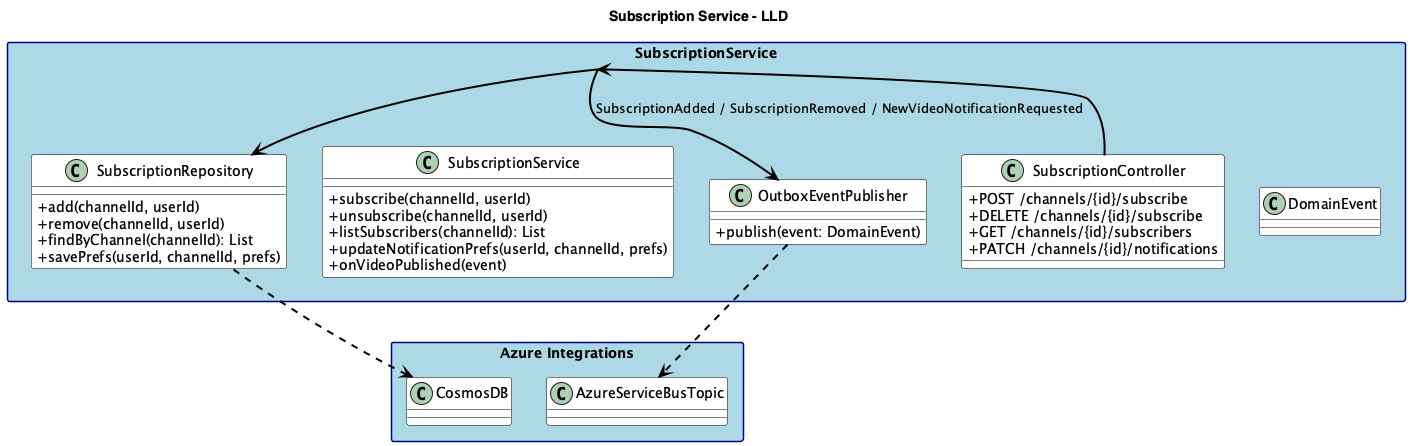 Subscription Service - LLD
SubscriptionService
SubscriptionAdded / SubscriptionRemoved / NewVideoNotificationRequested
C SubscriptionRepository
+add(channelId, userId)
+remove(channelId, userId)
+findByChannel(channelId): List
+savePrefs(userId, channelId, prefs)
C SubscriptionService
+subscribe(channelId, userId)
+unsubscribe(channelId, userId)
+listSubscribers(channelId): List
+updateNotificationPrefs(userId, channelId, prefs)
+onVideoPublished(event)
C OutboxEventPublisher
+publish(event: DomainEvent)
C SubscriptionController
+POST /channels/{id}/subscribe
+DELETE /channels/{id}/subscribe
+GET /channels/{id}/subscribers
+PATCH /channels/{id}/notifications
C DomainEvent
Azure Integrations
C CosmosDB
C AzureServiceBusTopic